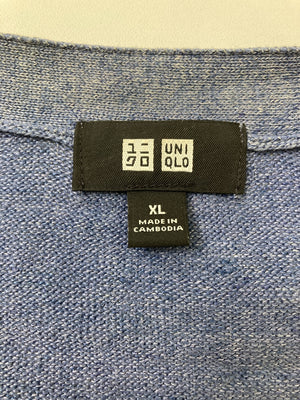 ユニ UNI
クロ QLO
XL
MADE IN
CAMBODIA